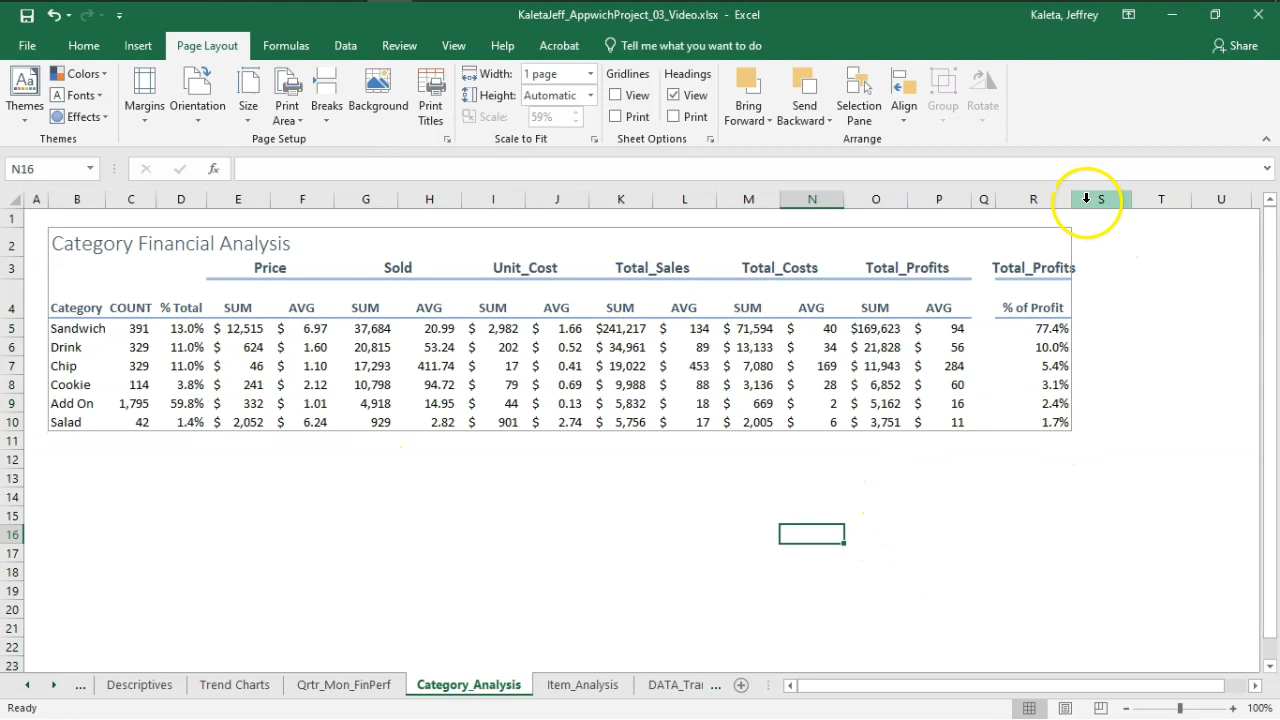 KaletaJeff_AppwichProject_03_Video.xlsx - Excel
Kaleta, Jeffrey
File Home Insert Page Layout Formulas Data Review View Help Acrobat Tell me what you want to do Share
Colors Width: 1 page Gridlines Headings
Fonts Height: Automatic View View
Effects Scale: 59% Print Print
Themes Margins Orientation Size Print Area Breaks Background Print Titles Bring Forward Send Backward Selection Pane Align Group Rotate
Themes Page Setup Scale to Fit Sheet Options Arrange
N16 fx
A B C D E F G H I J K L M N O P Q R S T U
1
2 Category Financial Analysis
3 Price Sold Unit_Cost Total_Sales Total_Costs Total_Profits Total_Profits
4 Category COUNT % Total SUM AVG SUM AVG SUM AVG SUM AVG SUM AVG SUM AVG % of Profit
5 Sandwich 391 13.0% $ 12,515 $ 6.97 37,684 20.99 $ 2,982 $ 1.66 $241,217 $ 134 $ 71,594 $ 40 $169,623 $ 94 77.4%
6 Drink 329 11.0% $ 624 $ 1.60 20,815 53.24 $ 202 $ 0.52 $ 34,961 $ 89 $ 13,133 $ 34 $ 21,828 $ 56 10.0%
7 Chip 329 11.0% $ 46 $ 1.10 17,293 411.74 $ 17 $ 0.41 $ 19,022 $ 453 $ 7,080 $ 169 $ 11,943 $ 284 5.4%
8 Cookie 114 3.8% $ 241 $ 2.12 10,798 94.72 $ 79 $ 0.69 $ 9,988 $ 88 $ 3,136 $ 28 $ 6,852 $ 60 3.1%
9 Add On 1,795 59.8% $ 332 $ 1.01 4,918 14.95 $ 44 $ 0.13 $ 5,832 $ 18 $ 669 $ 2 $ 5,162 $ 16 2.4%
10 Salad 42 1.4% $ 2,052 $ 6.24 929 2.82 $ 901 $ 2.74 $ 5,756 $ 17 $ 2,005 $ 6 $ 3,751 $ 11 1.7%
11
12
13
14
15
16
17
18
19
20
21
22
23
... Descriptives Trend Charts Qrtr_Mon_FinPerf Category_Analysis Item_Analysis DATA_Tra ...
Ready 100%